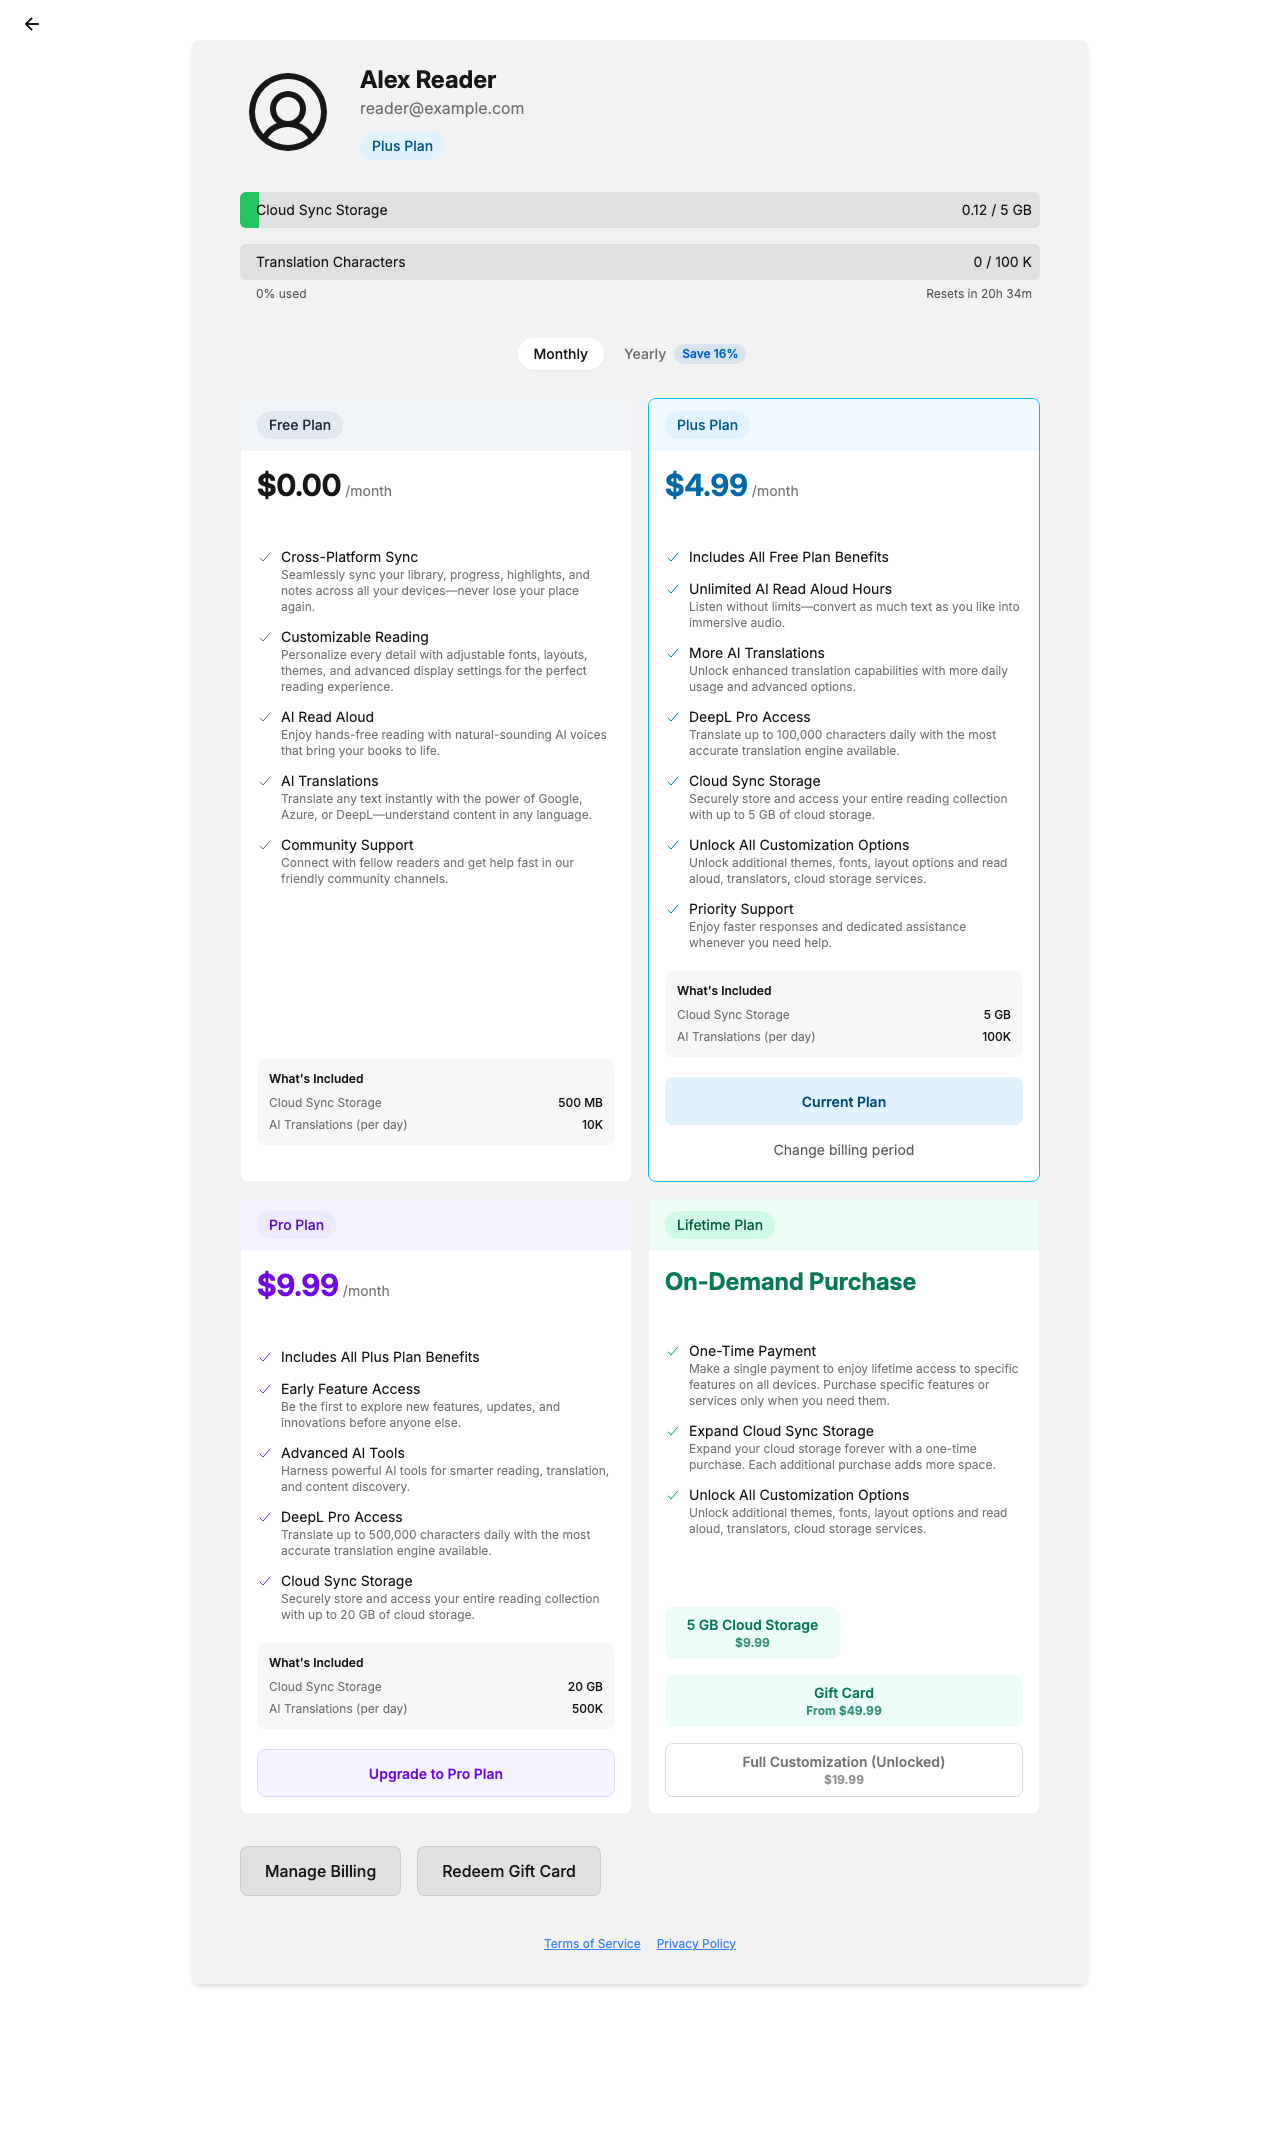 Alex Reader
reader@example.com
Plus Plan
Cloud Sync Storage 0.12 / 5 GB
Translation Characters 0 / 100 K
0% used Resets in 20h 34m
Monthly Yearly Save 16%
Free Plan
$0.00 /month
Cross-Platform Sync
Seamlessly sync your library, progress, highlights, and
notes across all your devices—never lose your place
again.
Customizable Reading
Personalize every detail with adjustable fonts, layouts,
themes, and advanced display settings for the perfect
reading experience.
AI Read Aloud
Enjoy hands-free reading with natural-sounding AI voices
that bring your books to life.
AI Translations
Translate any text instantly with the power of Google,
Azure, or DeepL—understand content in any language.
Community Support
Connect with fellow readers and get help fast in our
friendly community channels.
What's Included
Cloud Sync Storage 500 MB
AI Translations (per day) 10K
Plus Plan
$4.99 /month
Includes All Free Plan Benefits
Unlimited AI Read Aloud Hours
Listen without limits—convert as much text as you like into
immersive audio.
More AI Translations
Unlock enhanced translation capabilities with more daily
usage and advanced options.
DeepL Pro Access
Translate up to 100,000 characters daily with the most
accurate translation engine available.
Cloud Sync Storage
Securely store and access your entire reading collection
with up to 5 GB of cloud storage.
Unlock All Customization Options
Unlock additional themes, fonts, layout options and read
aloud, translators, cloud storage services.
Priority Support
Enjoy faster responses and dedicated assistance
whenever you need help.
What's Included
Cloud Sync Storage 5 GB
AI Translations (per day) 100K
Current Plan
Change billing period
Pro Plan
$9.99 /month
Includes All Plus Plan Benefits
Early Feature Access
Be the first to explore new features, updates, and
innovations before anyone else.
Advanced AI Tools
Harness powerful AI tools for smarter reading, translation,
and content discovery.
DeepL Pro Access
Translate up to 500,000 characters daily with the most
accurate translation engine available.
Cloud Sync Storage
Securely store and access your entire reading collection
with up to 20 GB of cloud storage.
What's Included
Cloud Sync Storage 20 GB
AI Translations (per day) 500K
Upgrade to Pro Plan
Lifetime Plan
On-Demand Purchase
One-Time Payment
Make a single payment to enjoy lifetime access to specific
features on all devices. Purchase specific features or
services only when you need them.
Expand Cloud Sync Storage
Expand your cloud storage forever with a one-time
purchase. Each additional purchase adds more space.
Unlock All Customization Options
Unlock additional themes, fonts, layout options and read
aloud, translators, cloud storage services.
5 GB Cloud Storage
$9.99
Gift Card
From $49.99
Full Customization (Unlocked)
$19.99
Manage Billing Redeem Gift Card
Terms of Service Privacy Policy